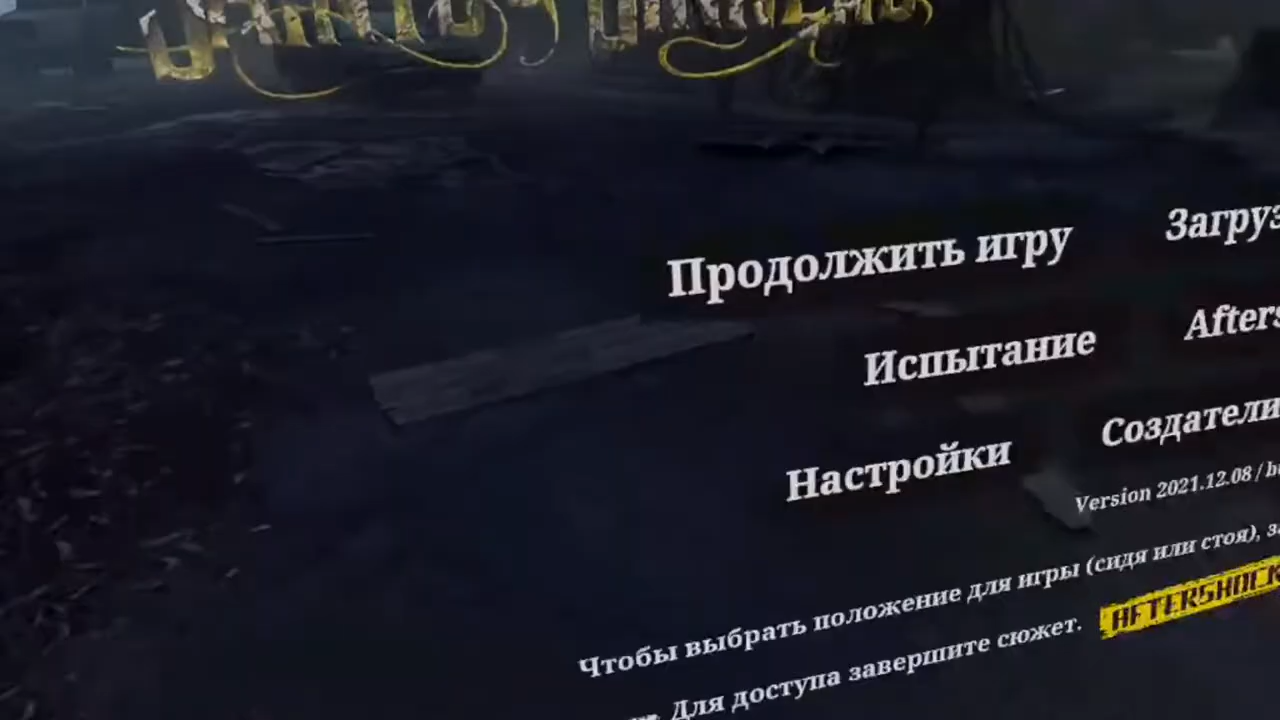 Продолжить игру
Испытание
Настройки
Создатели
Version 2021.12.08 /
Чтобы выбрать положение для игры (сидя или стоя),
Для доступа завершите сюжет. AFTERSHOCK